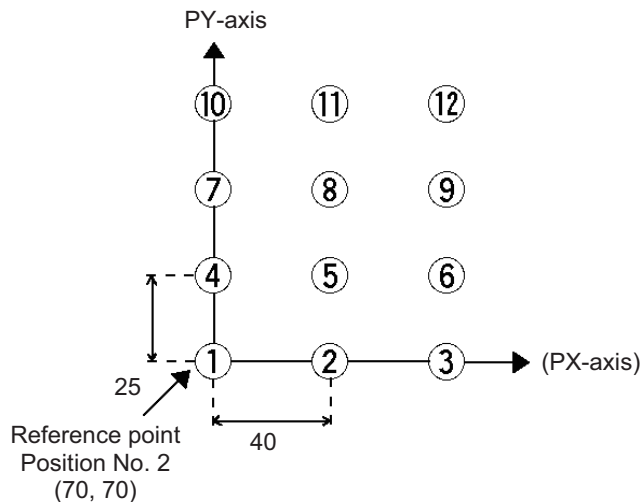 PY-axis
10 11 12
7 8 9
4 5 6
1 2 3 (PX-axis)
25
40
Reference point
Position No. 2
(70, 70)